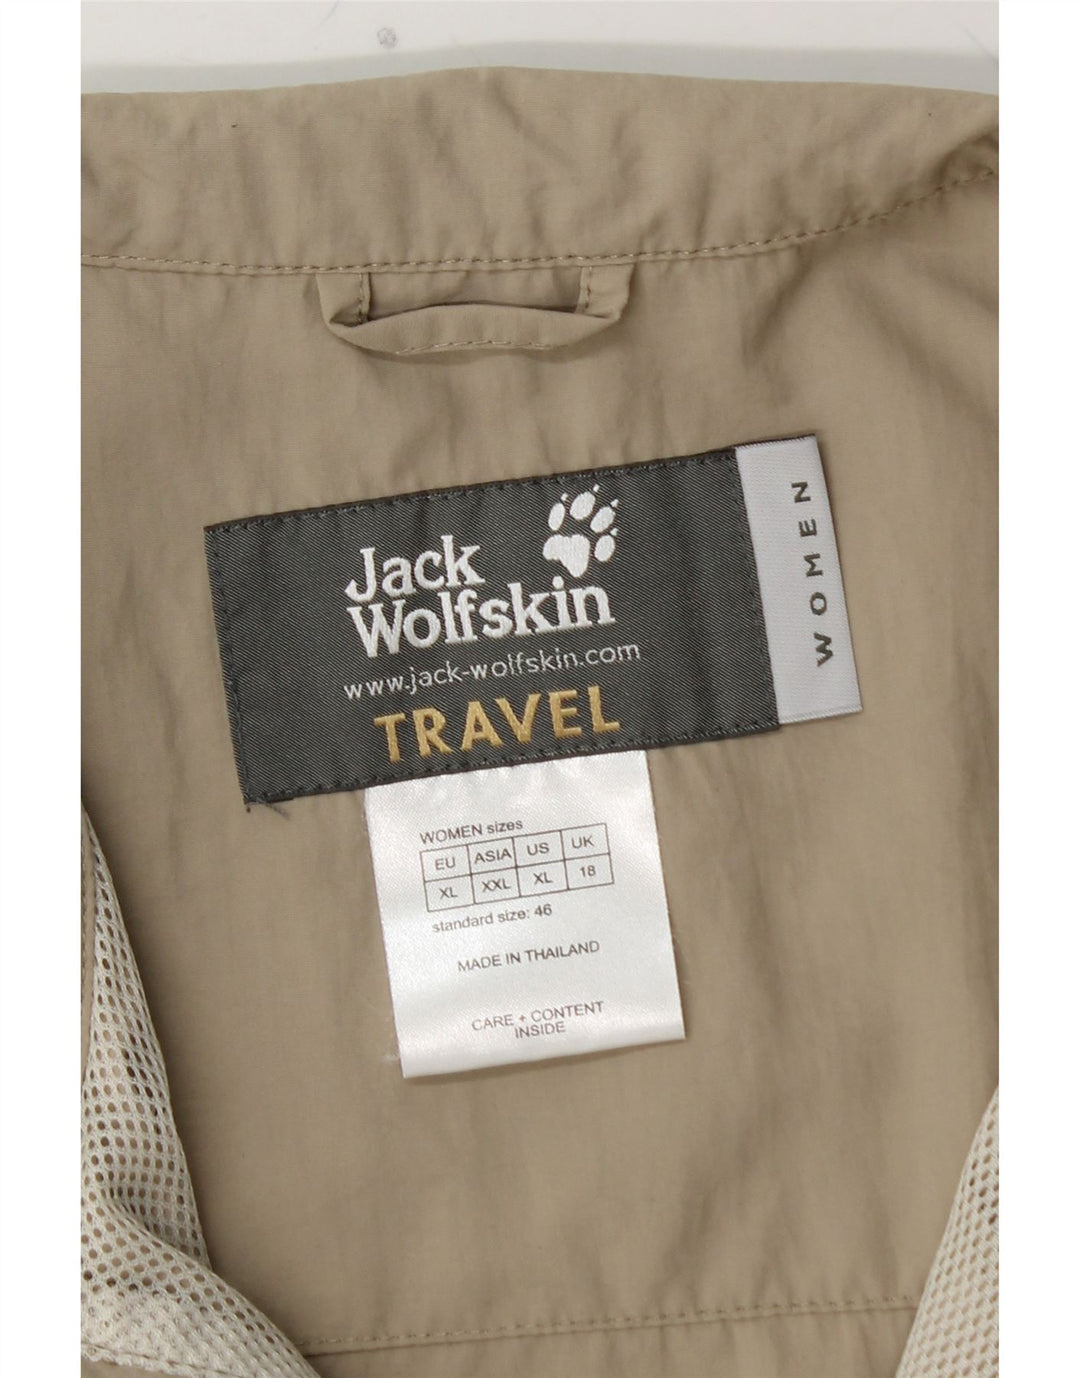 Jack
Wolfskin
www.jack-wolfskin.com
TRAVEL
WOMEN
WOMEN sizes
EU ASIA US UK
XL XXL XL 18
standard size: 46
MADE IN THAILAND
CARE + CONTENT
INSIDE